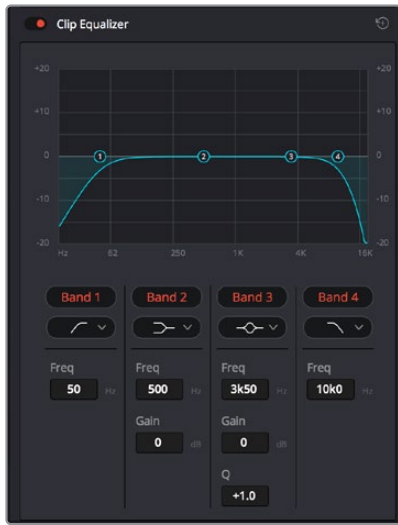 Clip Equalizer
+20 +20
+10 +10
0 1 2 3 4 0
-10 -10
-20 -20
Hz 62 250 1K 4K 16K
Band 1 Band 2 Band 3 Band 4
Freq Freq Freq Freq
50 Hz 500 Hz 3k50 Hz 10k0 Hz
Gain Gain
0 dB 0 dB
Q
+1.0